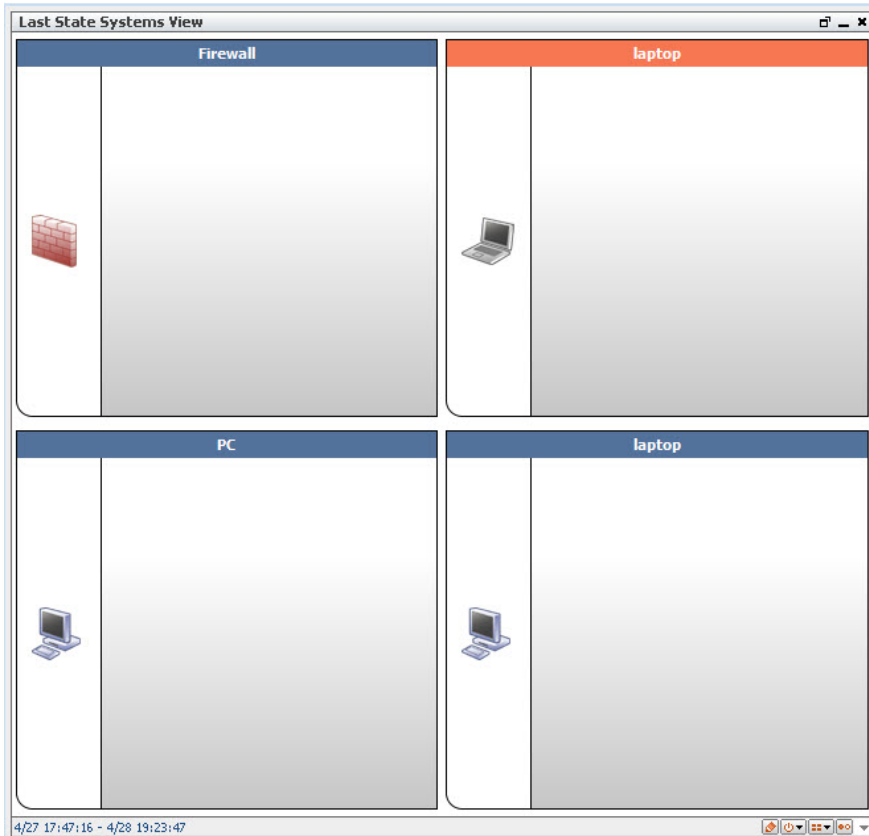 Last State Systems View
Firewall
laptop
PC
laptop
4/27 17:47:16 - 4/28 19:23:47